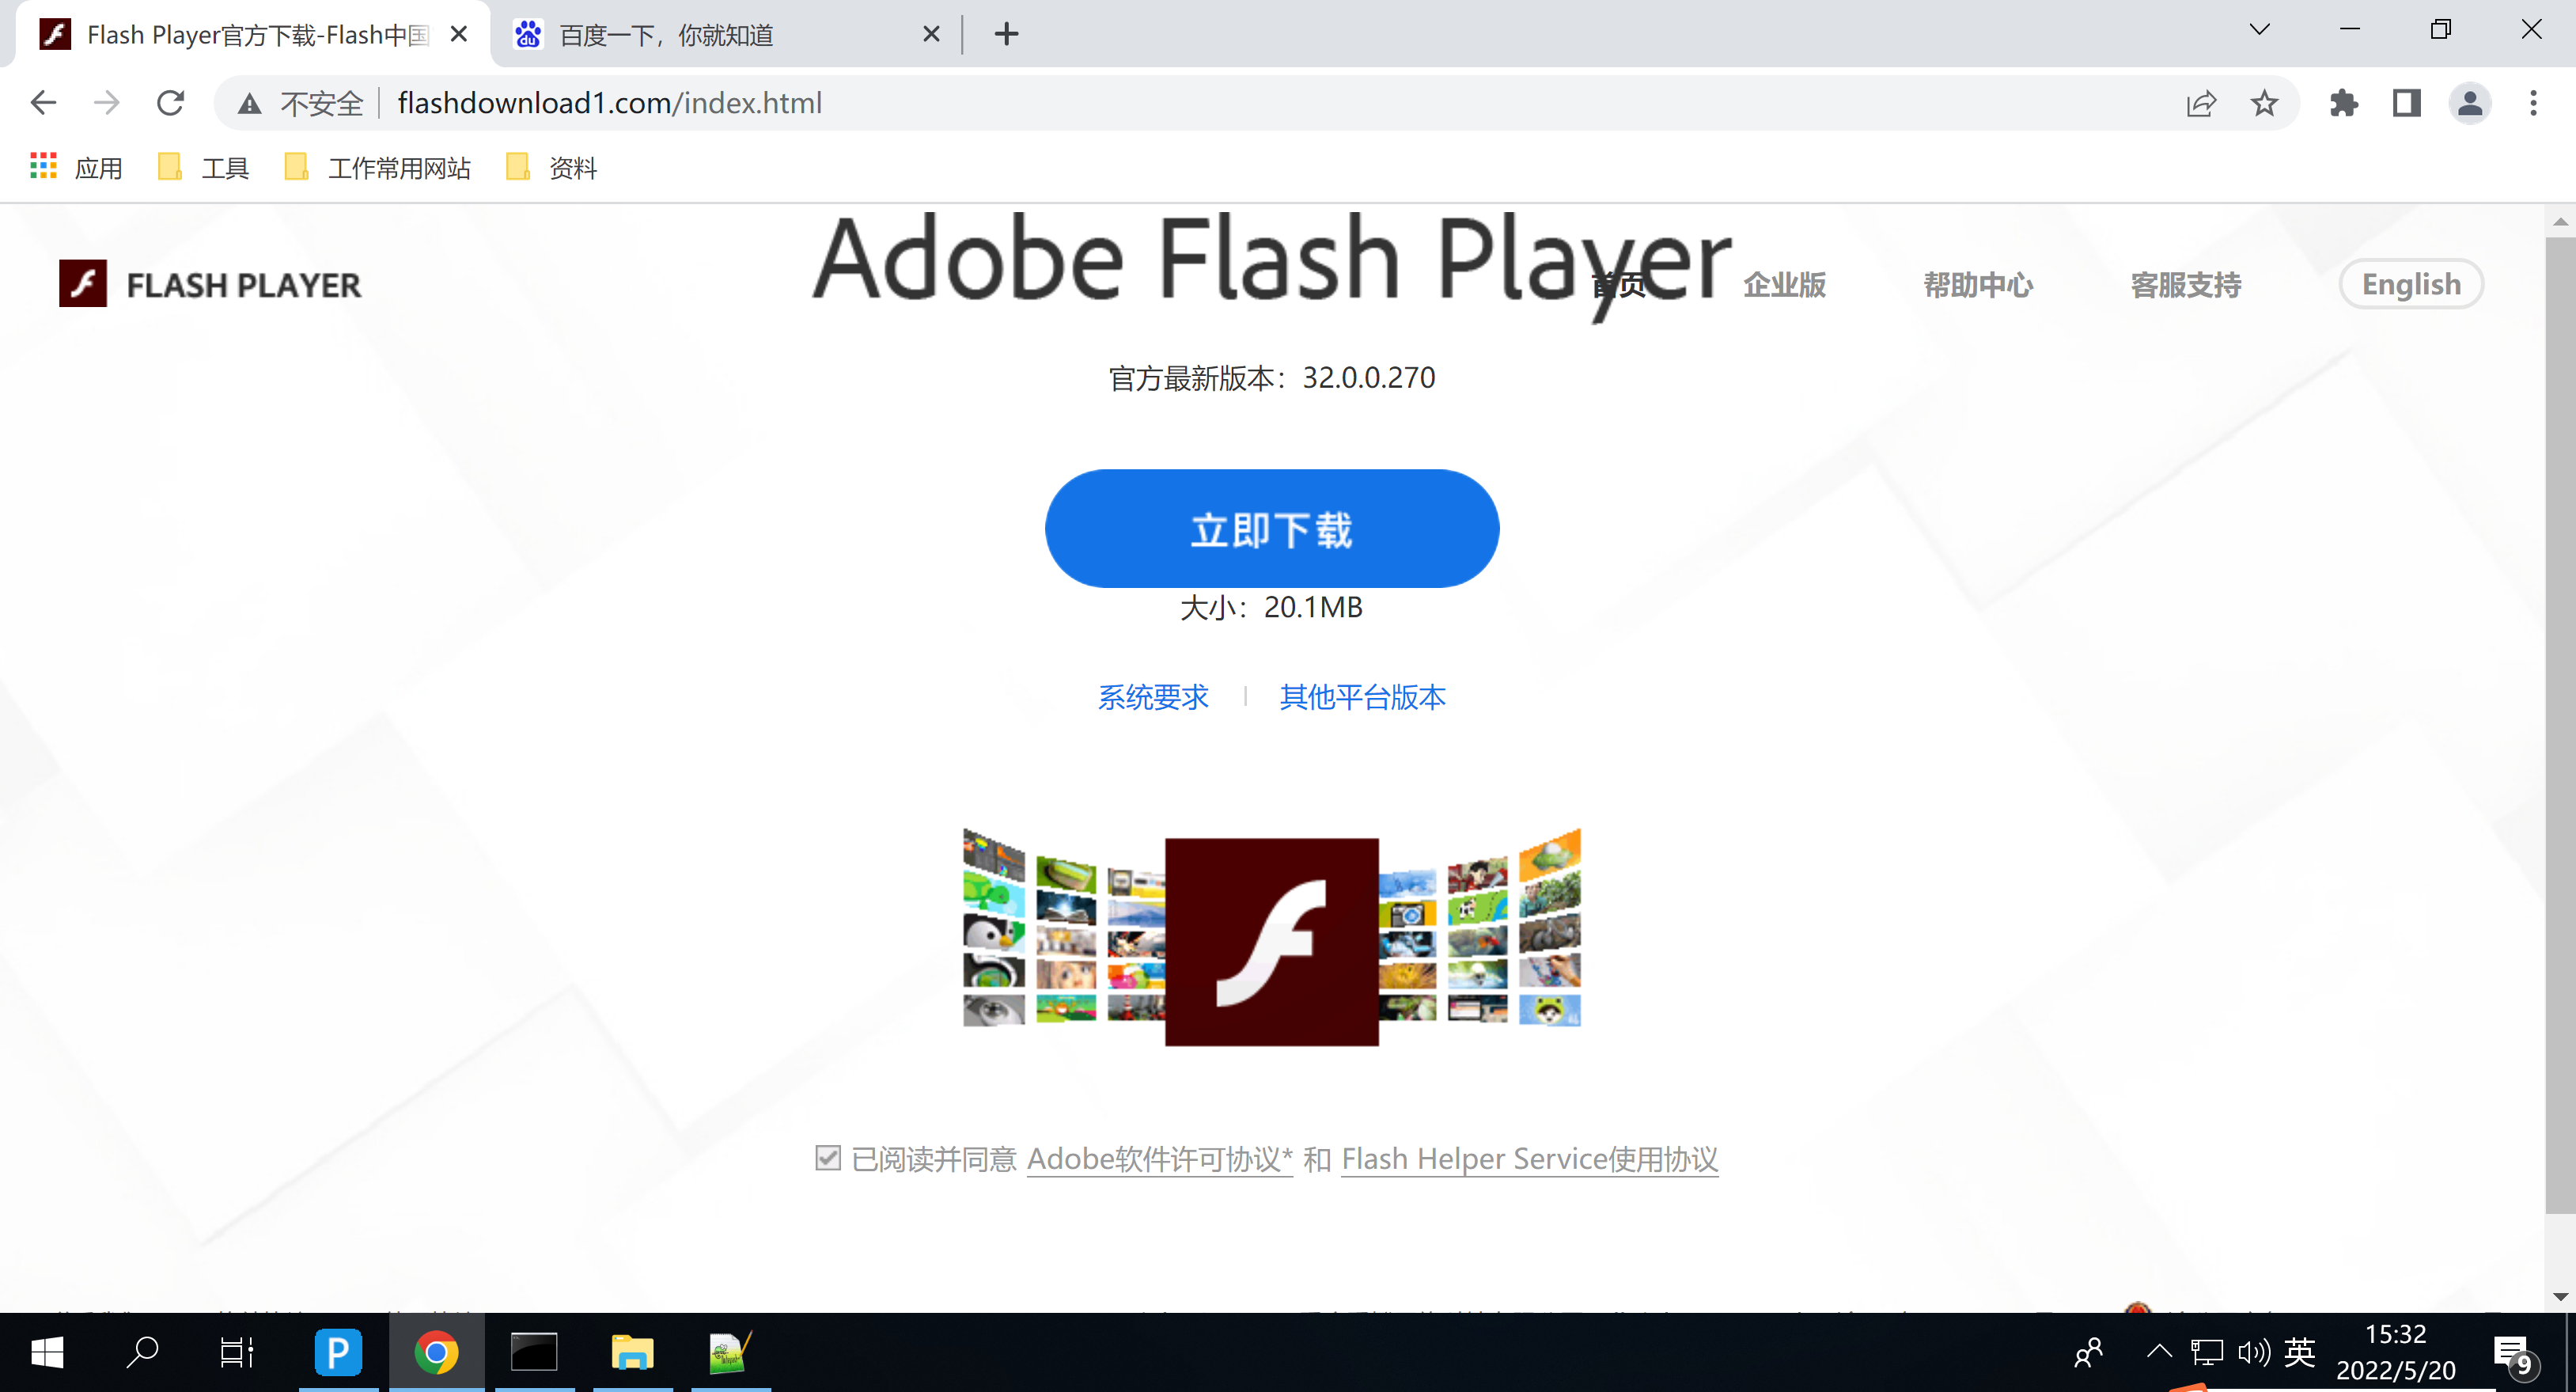 Flash Player官方下载-Flash中国
百度一下，你就知道
不安全
flashdownload1.com/index.html
应用
工具
工作常用网站
资料
Adobe Flash Player
FLASH PLAYER
首页
企业版
帮助中心
客服支持
English
官方最新版本：32.0.0.270
立即下载
大小：20.1MB
系统要求
其他平台版本
已阅读并同意 Adobe软件许可协议* 和 Flash Helper Service使用协议
英
15:32
2022/5/20
9